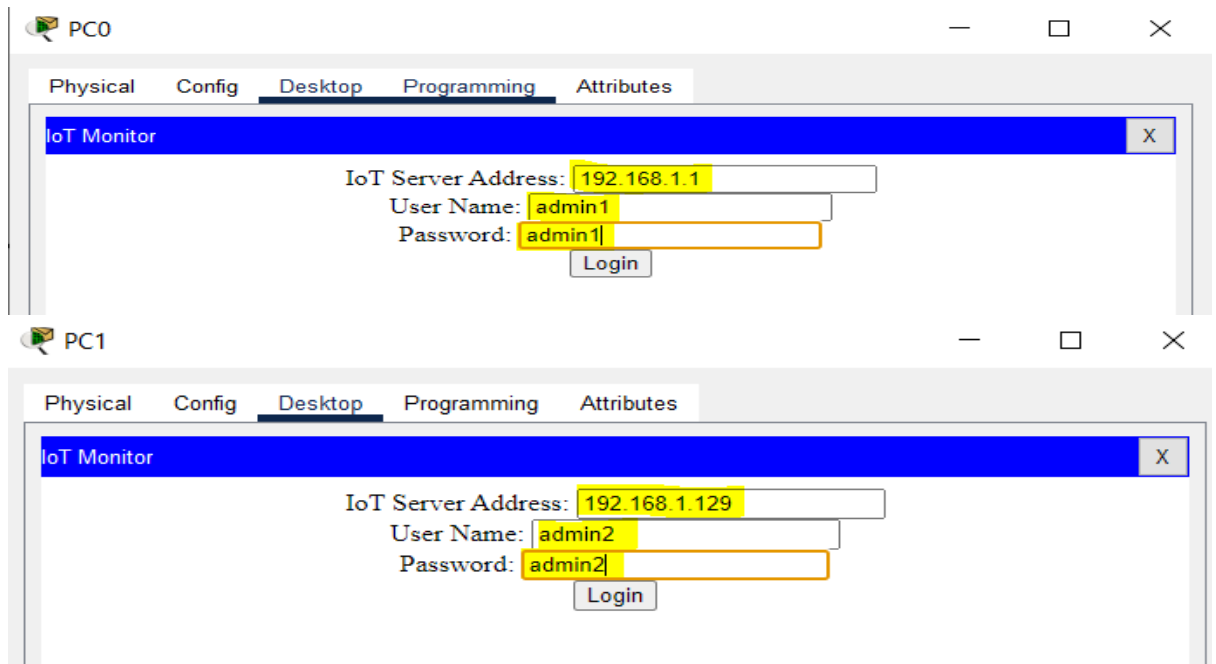 PC0
Physical Config Desktop Programming Attributes
IoT Monitor X
IoT Server Address: 192.168.1.1
User Name: admin1
Password: admin1
Login
PC1
Physical Config Desktop Programming Attributes
IoT Monitor X
IoT Server Address: 192.168.1.129
User Name: admin2
Password: admin2
Login